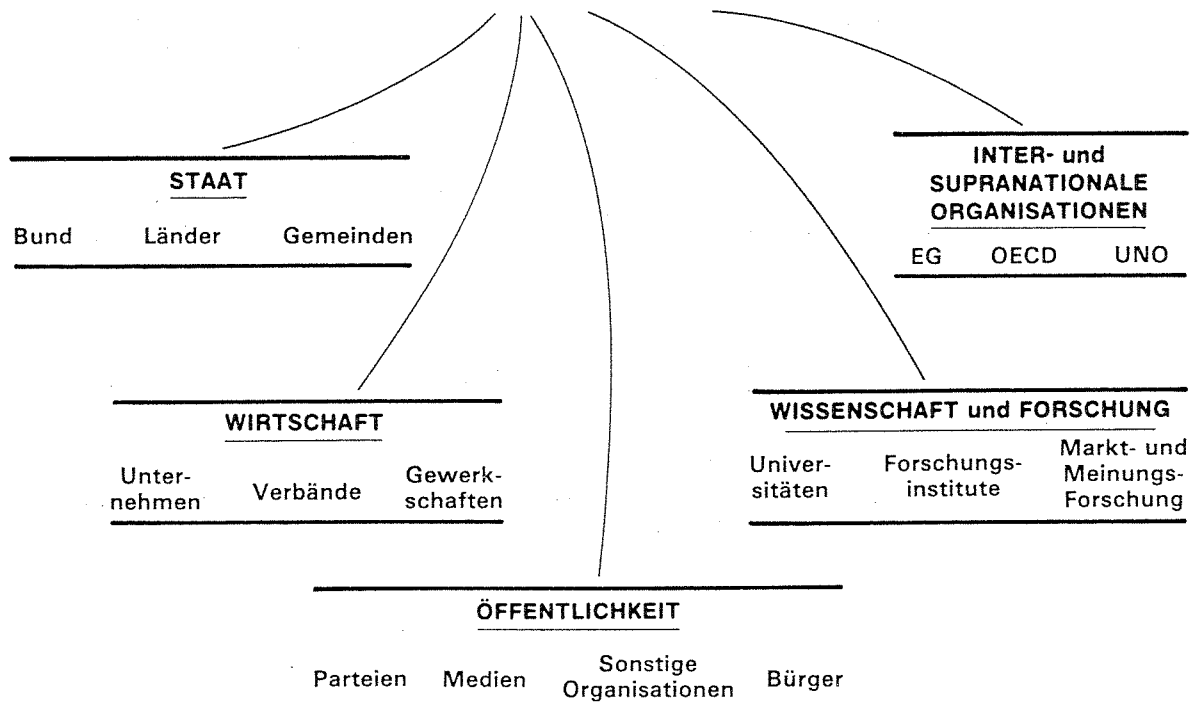 STAAT
Bund Länder Gemeinden
INTER- und
SUPRANATIONALE
ORGANISATIONEN
EG OECD UNO
WIRTSCHAFT
Unter-
nehmen
Verbände
Gewerk-
schaften
WISSENSCHAFT und FORSCHUNG
Univer-
sitäten
Forschungs-
institute
Markt- und
Meinungs-
Forschung
ÖFFENTLICHKEIT
Parteien Medien
Sonstige
Organisationen
Bürger